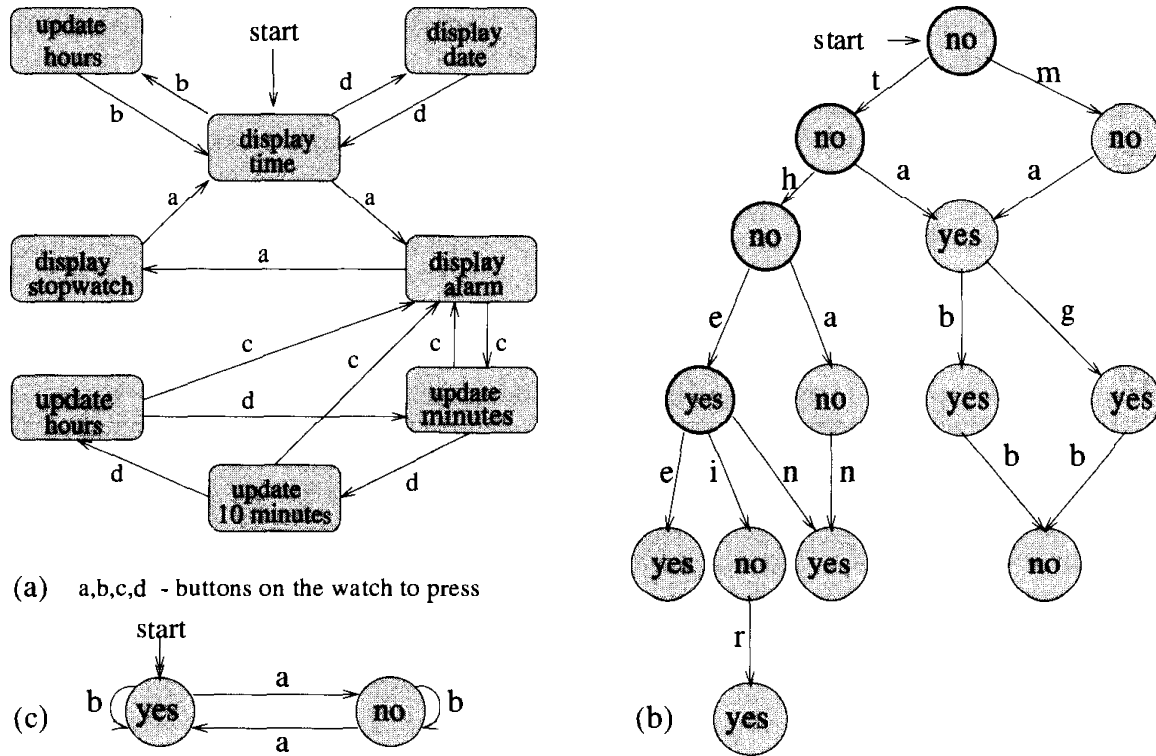 update
hours
start
display
date
b
b
d
d
display
time
a
a
display
stopwatch
a
display
alarm
c
c
c
c
update
hours
d
update
minutes
d
d
update
10 minutes
(a) a,b,c,d - buttons on the watch to press
start
b
yes
a
a
no
b
(c)
start
no
t
m
no
no
h
a
a
no
yes
e
a
b
g
yes
no
yes
yes
e
i
n
n
b
b
yes
no
yes
no
r
yes
(b)